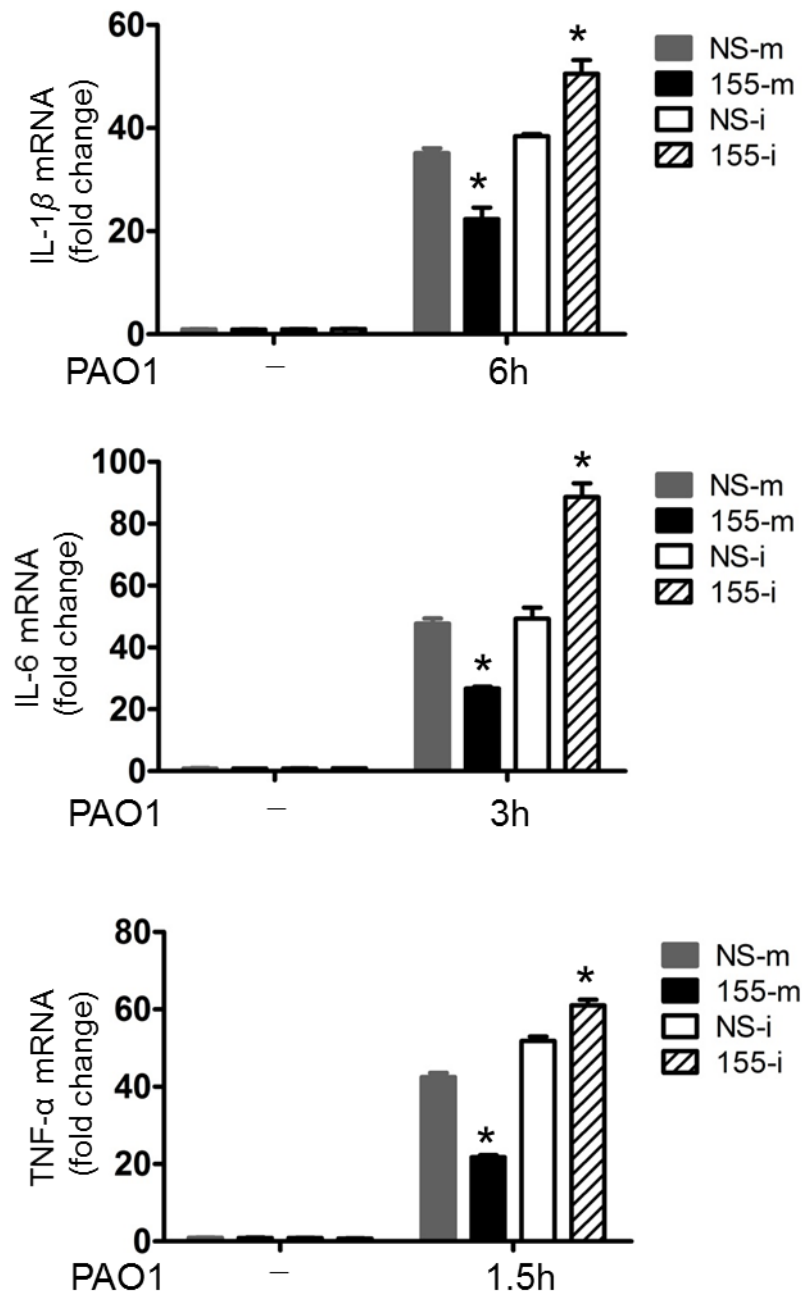 60
40
20
0
IL-1β mRNA
(fold change)
*
*
NS-m
155-m
NS-i
155-i
PAO1 – 6h
100
80
60
40
20
0
IL-6 mRNA
(fold change)
*
*
NS-m
155-m
NS-i
155-i
PAO1 – 3h
80
60
40
20
0
TNF-α mRNA
(fold change)
*
*
NS-m
155-m
NS-i
155-i
PAO1 – 1.5h